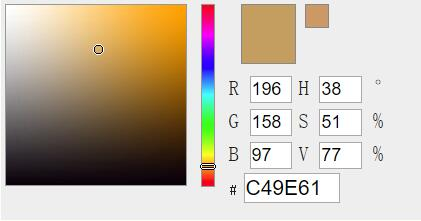 R 196 H 38 °
G 158 S 51 %
B 97 V 77 %
# C49E61